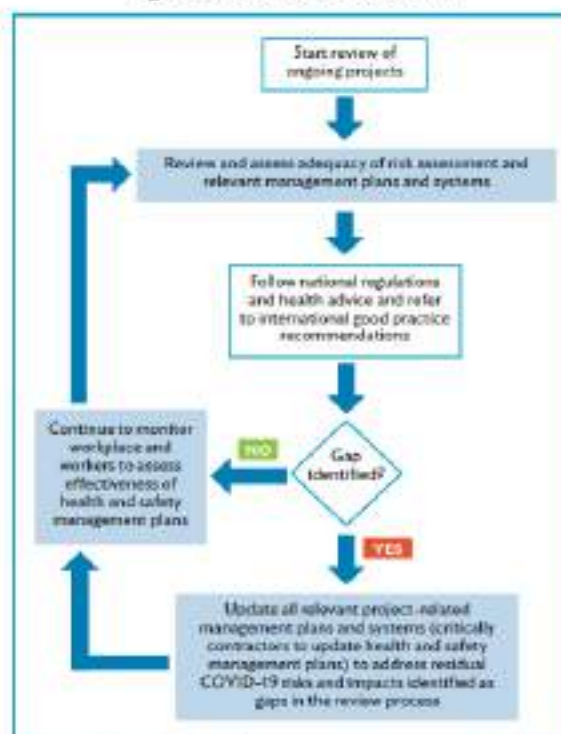 Start review of
ongoing projects
Review and assess adequacy of risk assessment and
relevant management plans and systems
Follow national regulations
and health advice and refer
to international good practice
recommendations
Gap
identified?
NO
Continue to monitor
workplace and
workers to assess
effectiveness of
health and safety
management plans
YES
Update all relevant project-related
management plans and systems (critically
contractors to update health and safety
management plans) to address residual
COVID-19 risks and impacts identified as
gaps in the review process